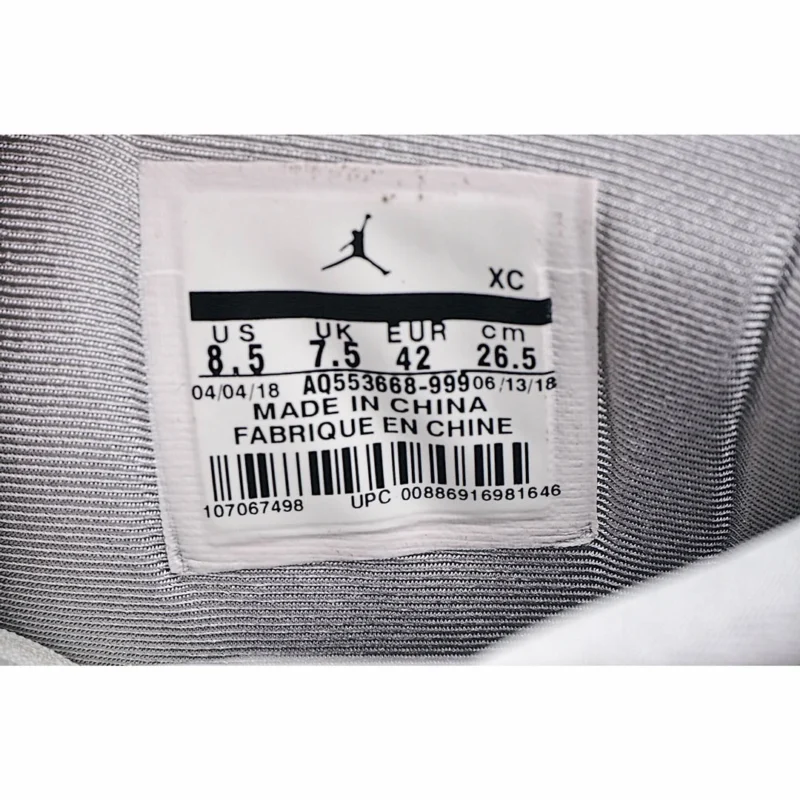 XC
US UK EUR cm
8.5 7.5 42 26.5
04/04/18 AQ553668-999 06/13/18
MADE IN CHINA
FABRIQUE EN CHINE
107067498 UPC 00886916981646